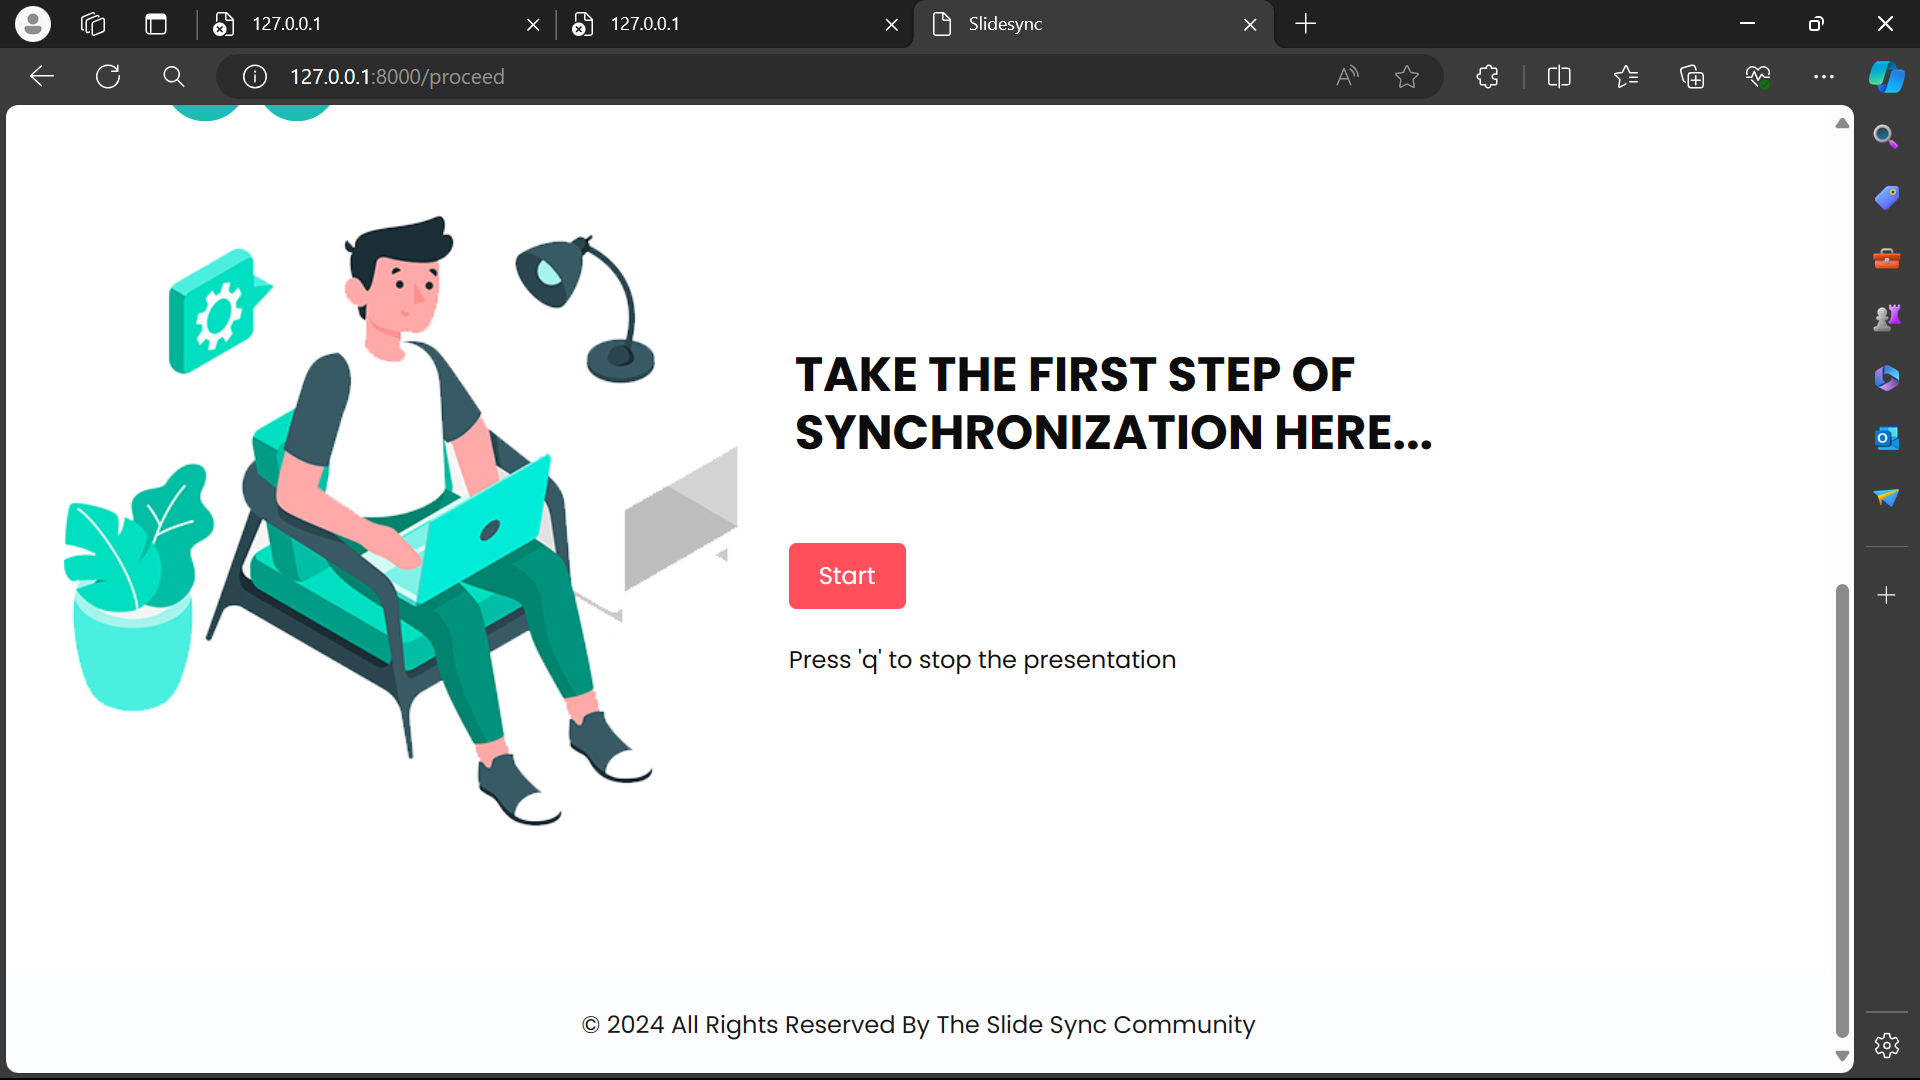 127.0.0.1
127.0.0.1
Slidesync
127.0.0.1:8000/proceed
TAKE THE FIRST STEP OF
SYNCHRONIZATION HERE...
Start
Press 'q' to stop the presentation
© 2024 All Rights Reserved By The Slide Sync Community